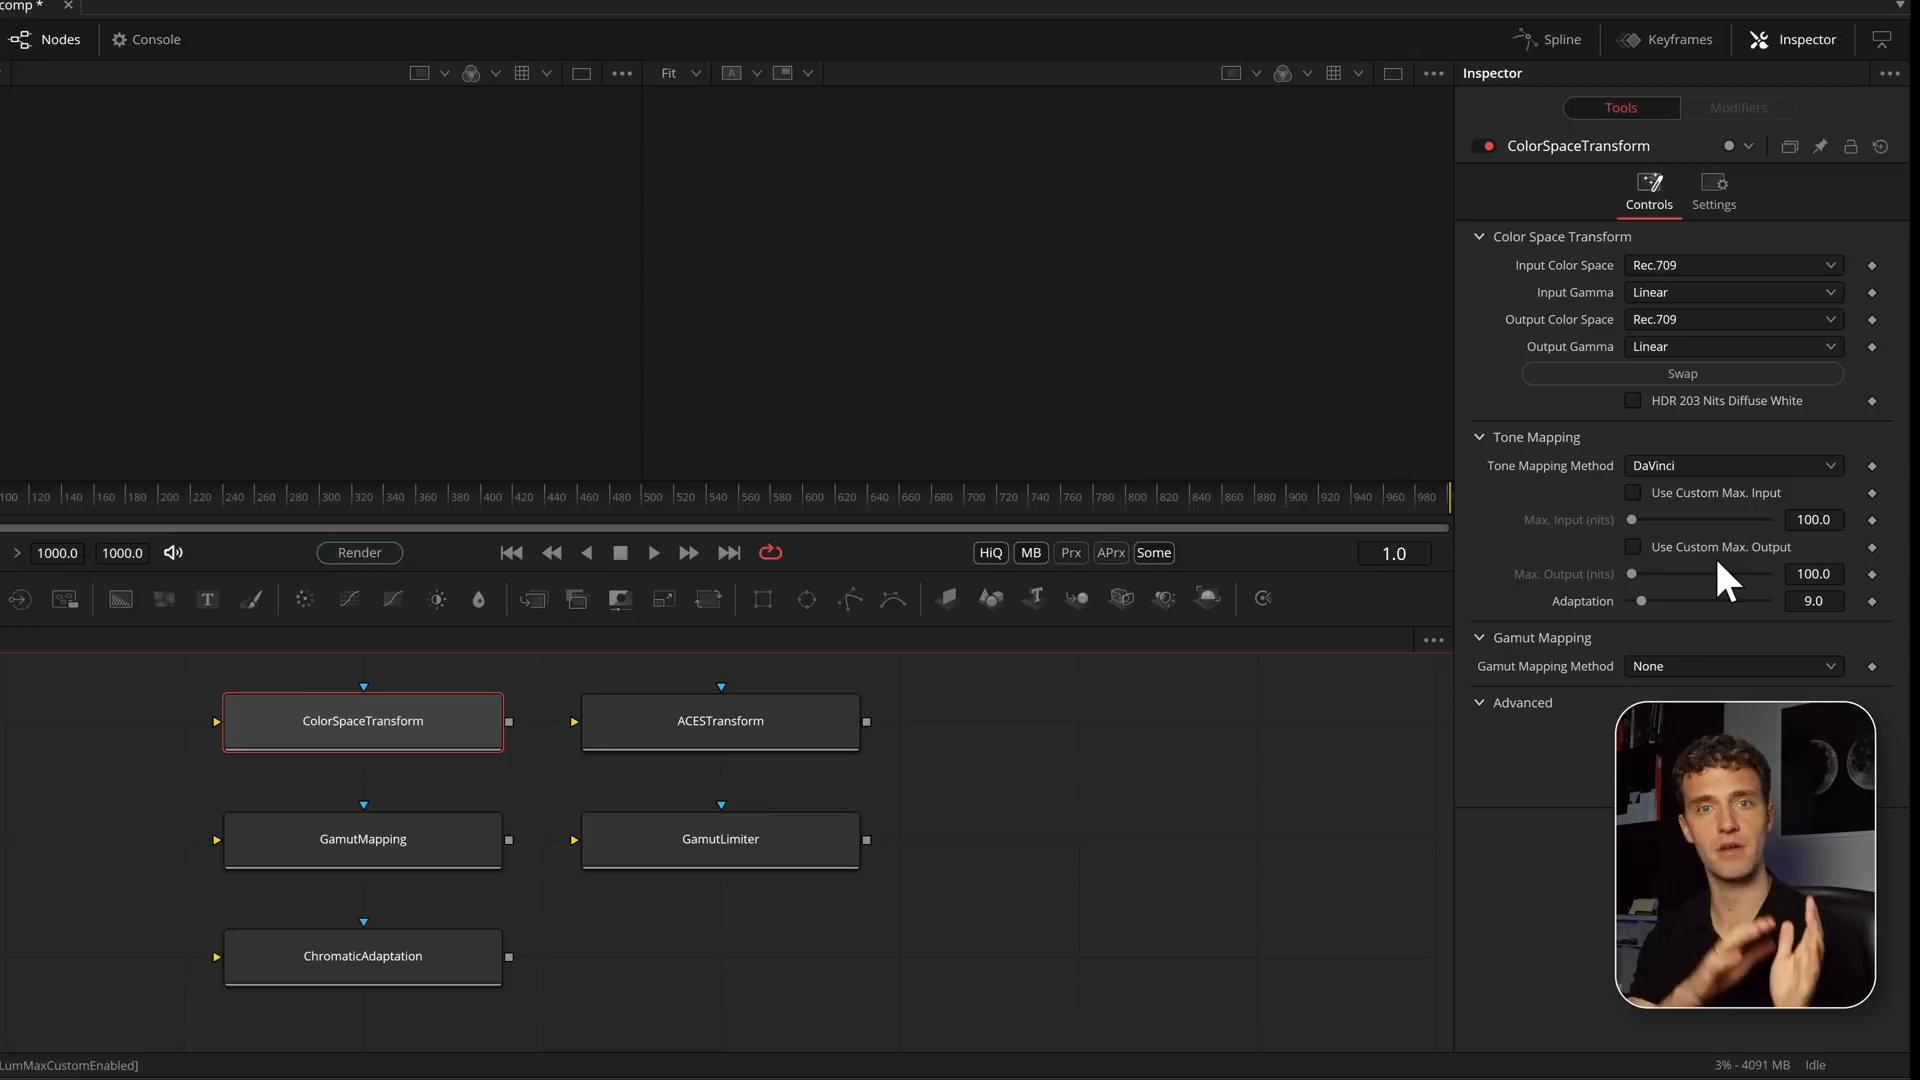 comp *
Nodes
Console
Spline
Keyframes
Inspector
Fit
A
Inspector
Tools
Modifiers
ColorSpaceTransform
Controls
Settings
Color Space Transform
Input Color Space Rec.709
Input Gamma Linear
Output Color Space Rec.709
Output Gamma Linear
Swap
HDR 203 Nits Diffuse White
Tone Mapping
Tone Mapping Method DaVinci
Use Custom Max. Input
Max. Input (nits) 100.0
Use Custom Max. Output
Max. Output (nits) 100.0
Adaptation 9.0
Gamut Mapping
Gamut Mapping Method None
Advanced
100 120 140 160 180 200 220 240 260 280 300 320 340 360 380 400 420 440 460 480 500 520 540 560 580 600 620 640 660 680 700 720 740 760 780 800 820 840 860 880 900 920 940 960 980
1000.0 1000.0 Render HiQ MB Prx APrx Some 1.0
T
T
ColorSpaceTransform
ACESTransform
GamutMapping
GamutLimiter
ChromaticAdaptation
LumMaxCustomEnabled]
3% - 4091 MB Idle